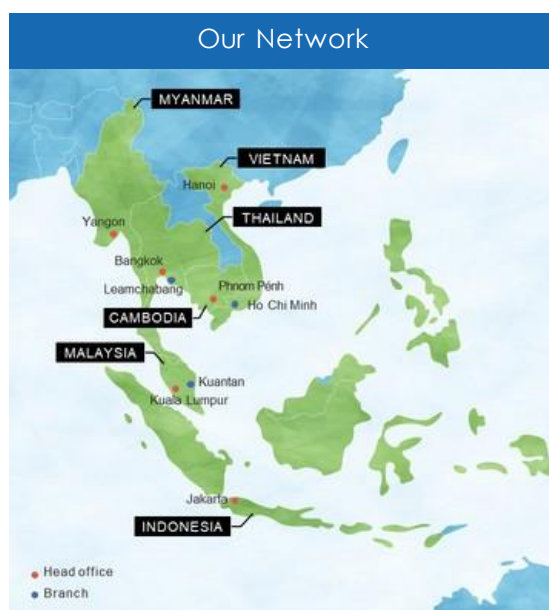 Our Network
MYANMAR
VIETNAM
Hanoi
THAILAND
Yangon
Bangkok
Leamchabang
Phnom Pénh
Ho Chi Minh
CAMBODIA
MALAYSIA
Kuantan
Kuala Lumpur
Jakarta
INDONESIA
Head office
Branch